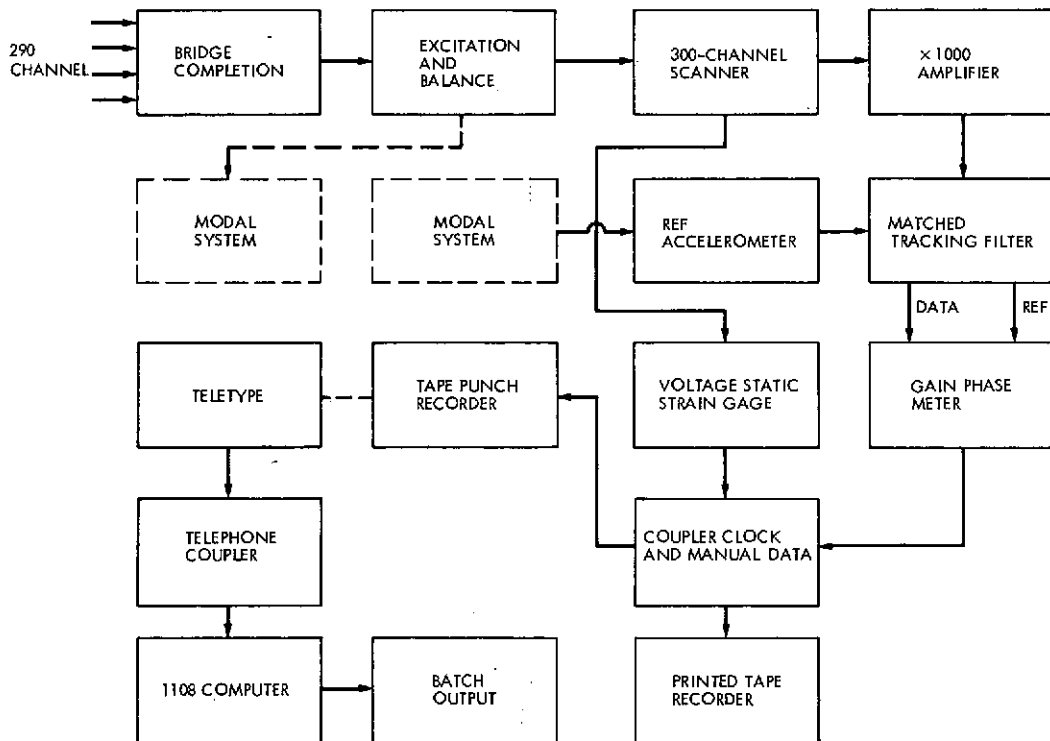 290
CHANNEL
BRIDGE
COMPLETION
EXCITATION
AND
BALANCE
300-CHANNEL
SCANNER
×1000
AMPLIFIER
MODAL
SYSTEM
MODAL
SYSTEM
REF
ACCELEROMETER
MATCHED
TRACKING FILTER
DATA
REF
TELETYPE
TAPE PUNCH
RECORDER
VOLTAGE STATIC
STRAIN GAGE
GAIN PHASE
METER
TELEPHONE
COUPLER
COUPLER CLOCK
AND MANUAL DATA
1108 COMPUTER
BATCH
OUTPUT
PRINTED TAPE
RECORDER